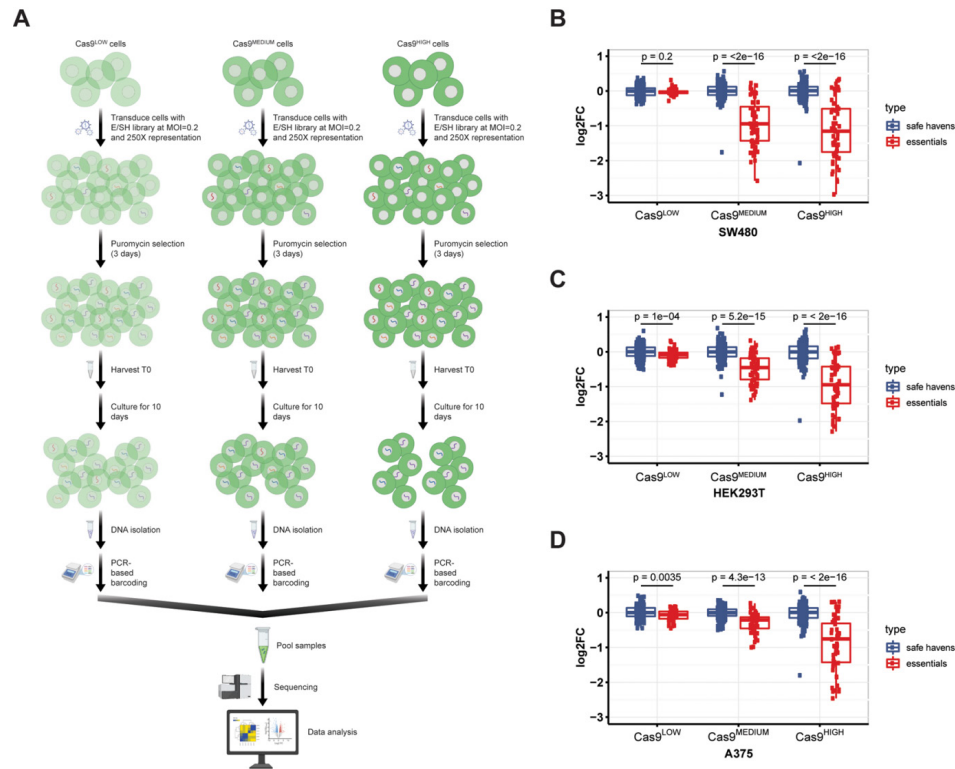 A
Cas9LOW cells
Cas9MEDIUM cells
Cas9HIGH cells
Transduce cells with
E/SH library at MOI=0.2
and 250X representation
Transduce cells with
E/SH library at MOI=0.2
and 250X representation
Transduce cells with
E/SH library at MOI=0.2
and 250X representation
Puromycin selection
(3 days)
Puromycin selection
(3 days)
Puromycin selection
(3 days)
Harvest T0
Harvest T0
Harvest T0
Culture for 10
days
Culture for 10
days
Culture for 10
days
DNA isolation
DNA isolation
DNA isolation
PCR-
based
barcoding
PCR-
based
barcoding
PCR-
based
barcoding
Pool samples
Sequencing
Data analysis
B
p = 0.2
p = <2e−16
p = <2e−16
1
0
−1
−2
−3
log2FC
Cas9LOW
Cas9MEDIUM
Cas9HIGH
SW480
type
safe havens
essentials
C
p = 1e−04
p = 5.2e−15
p = < 2e−16
1
0
−1
−2
−3
log2FC
Cas9LOW
Cas9MEDIUM
Cas9HIGH
HEK293T
type
safe havens
essentials
D
p = 0.0035
p = 4.3e−13
p = < 2e−16
1
0
−1
−2
−3
log2FC
Cas9LOW
Cas9MEDIUM
Cas9HIGH
A375
type
safe havens
essentials